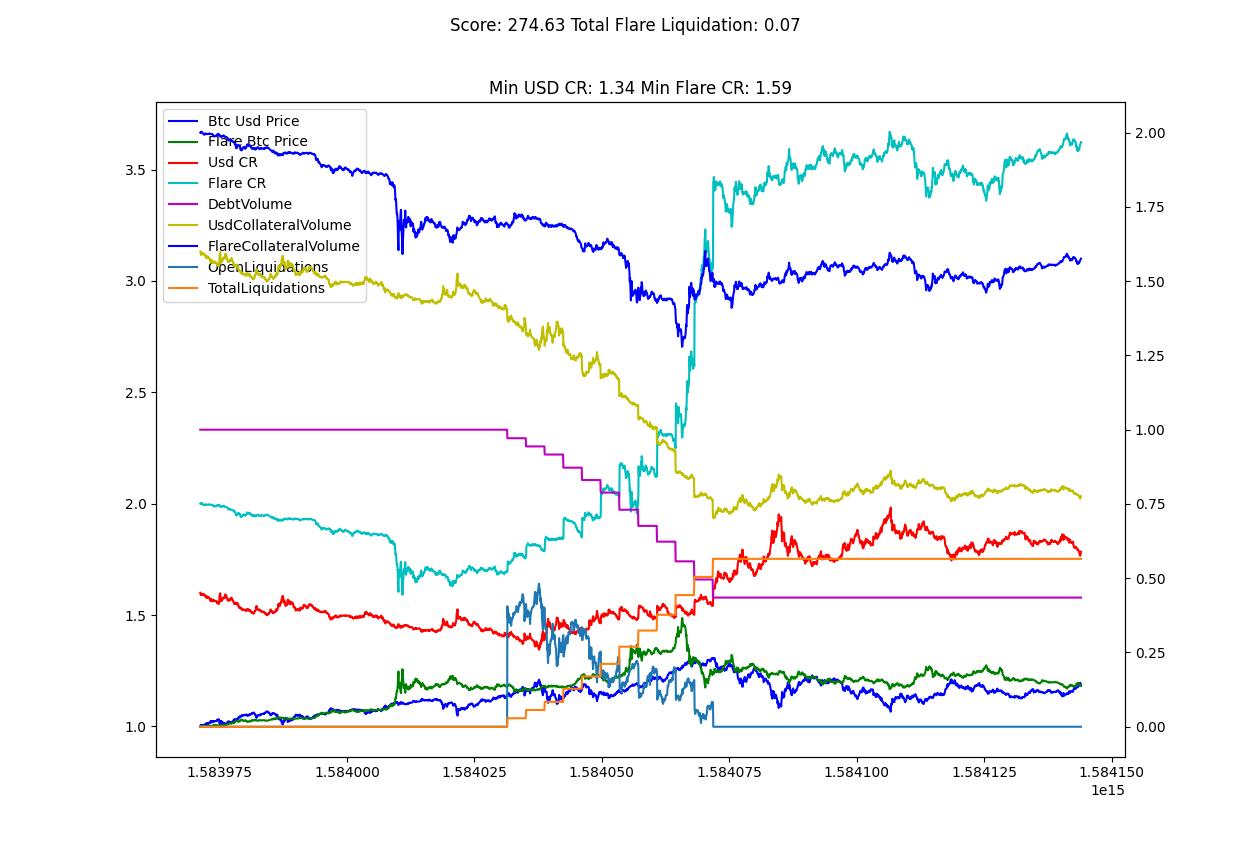 Score: 274.63 Total Flare Liquidation: 0.07
Min USD CR: 1.34 Min Flare CR: 1.59
Btc Usd Price
Flare Btc Price
Usd CR
Flare CR
DebtVolume
UsdCollateralVolume
FlareCollateralVolume
OpenLiquidations
TotalLiquidations
3.5
3.0
2.5
2.0
1.5
1.0
2.00
1.75
1.50
1.25
1.00
0.75
0.50
0.25
0.00
1.583975 1.584000 1.584025 1.584050 1.584075 1.584100 1.584125 1.584150
1e15